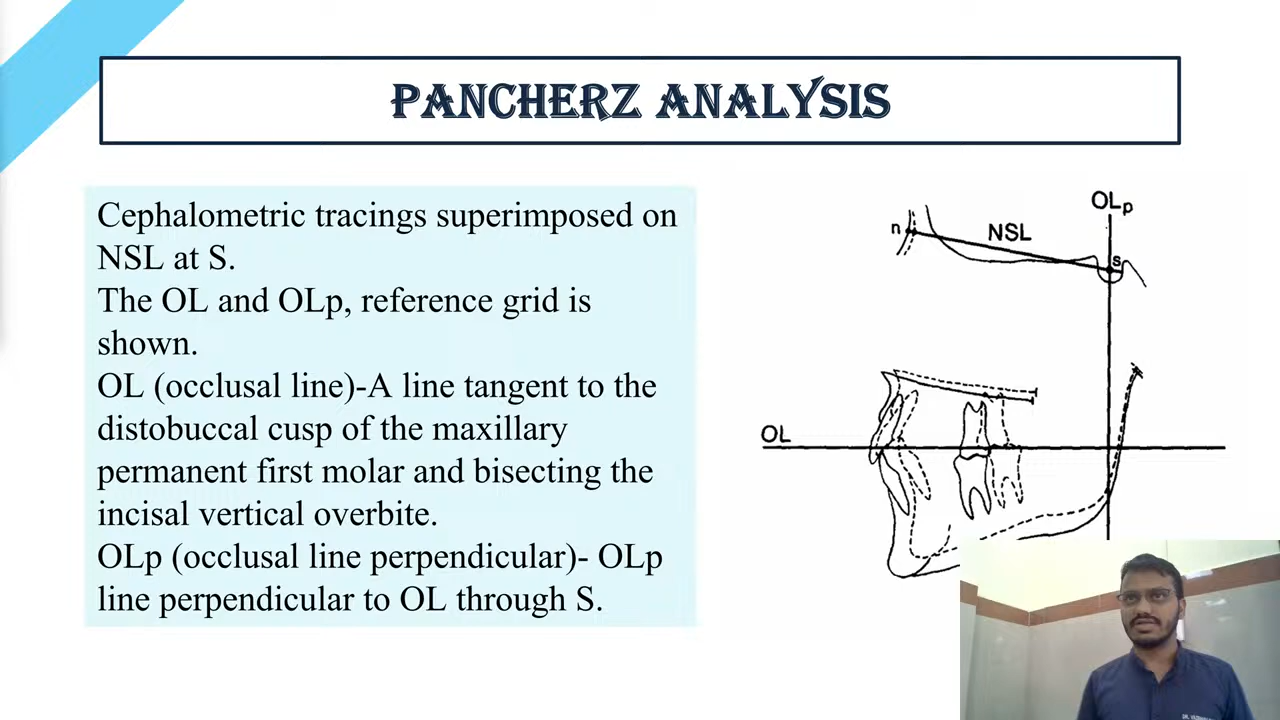 PANCHERZ ANALYSIS
Cephalometric tracings superimposed on
NSL at S.
The OL and OLp, reference grid is
shown.
OL (occlusal line)-A line tangent to the
distobuccal cusp of the maxillary
permanent first molar and bisecting the
incisal vertical overbite.
OLp (occlusal line perpendicular)- OLp
line perpendicular to OL through S.
OLp
n
NSL
s
OL